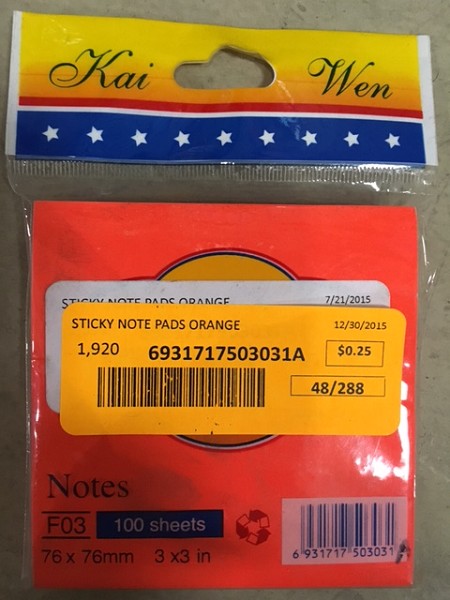 Kai Wen
STICKY NOTE PADS ORANGE 7/21/2015
STICKY NOTE PADS ORANGE 12/30/2015
1,920 6931717503031A $0.25
48/288
Notes
F03 100 sheets
76 x 76mm 3 x3 in
6 931717 503031